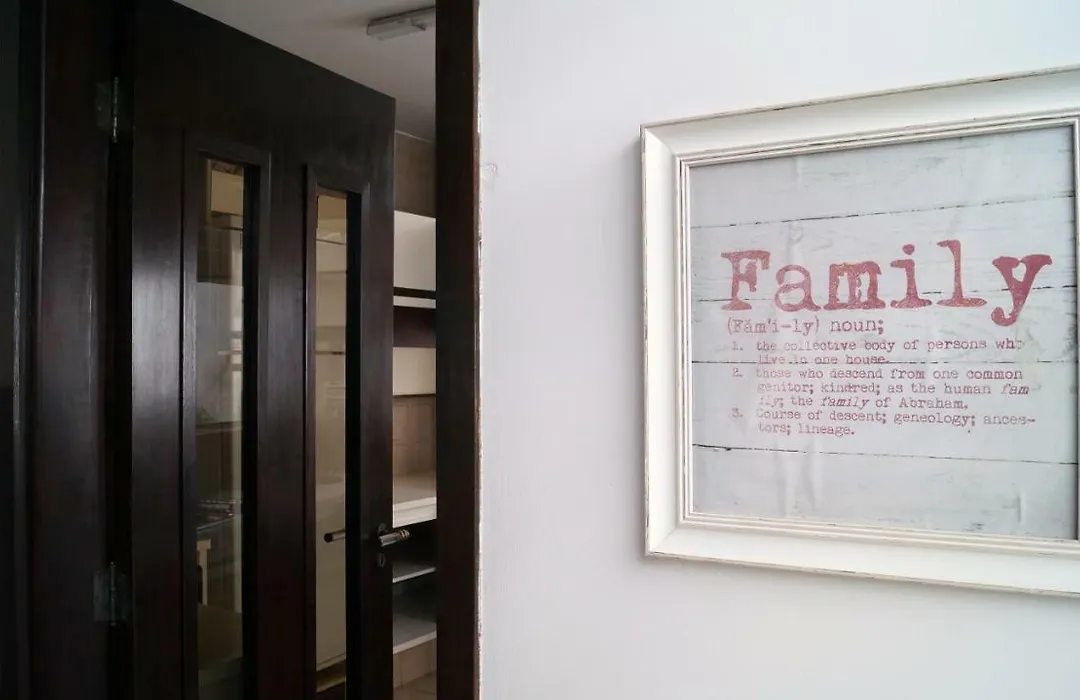 Family
(Făm'i-ly) noun;
1. the collective body of persons who
live in one house.
2. those who descend from one common
genitor; kindred; as the human fam
ily; the family of Abraham.
3. Course of descent; geneology; ances-
tors; lineage.